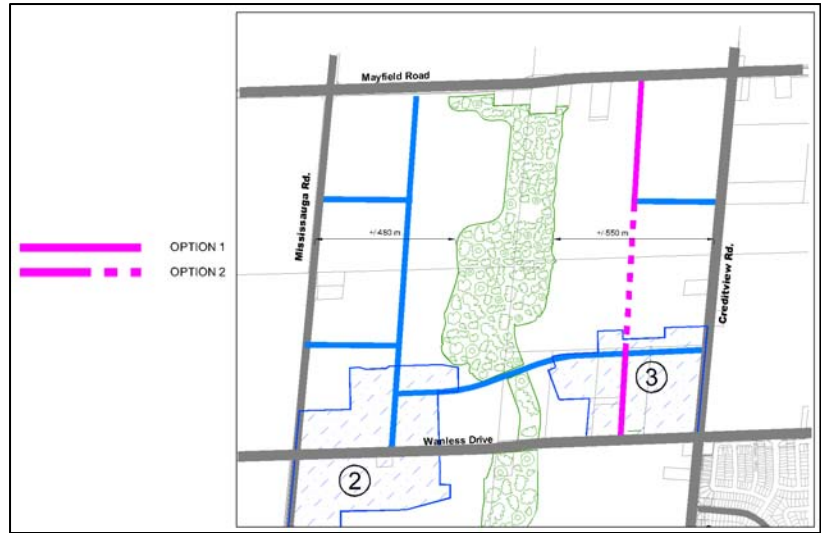 Mayfield Road
Mississauga Rd.
+/-480 m
+/-550 m
Creditview Rd.
OPTION 1
OPTION 2
3
Wanless Drive
2